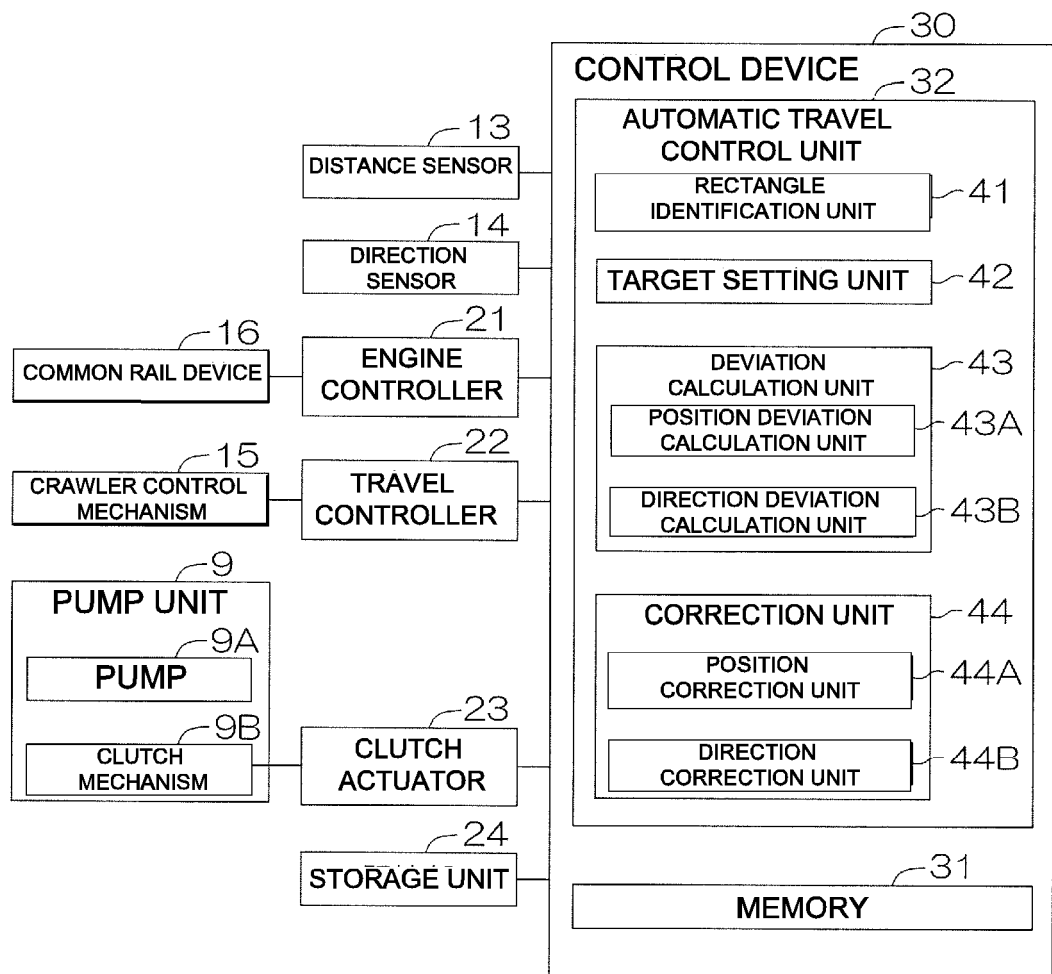 30
CONTROL DEVICE
32
AUTOMATIC TRAVEL
CONTROL UNIT
RECTANGLE
IDENTIFICATION UNIT
41
TARGET SETTING UNIT
42
DEVIATION
CALCULATION UNIT
43
POSITION DEVIATION
CALCULATION UNIT
43A
DIRECTION DEVIATION
CALCULATION UNIT
43B
CORRECTION UNIT
44
POSITION
CORRECTION UNIT
44A
DIRECTION
CORRECTION UNIT
44B
31
MEMORY
13
DISTANCE SENSOR
14
DIRECTION
SENSOR
21
ENGINE
CONTROLLER
16
COMMON RAIL DEVICE
22
TRAVEL
CONTROLLER
15
CRAWLER CONTROL
MECHANISM
9
PUMP UNIT
9A
PUMP
9B
CLUTCH
MECHANISM
23
CLUTCH
ACTUATOR
24
STORAGE UNIT